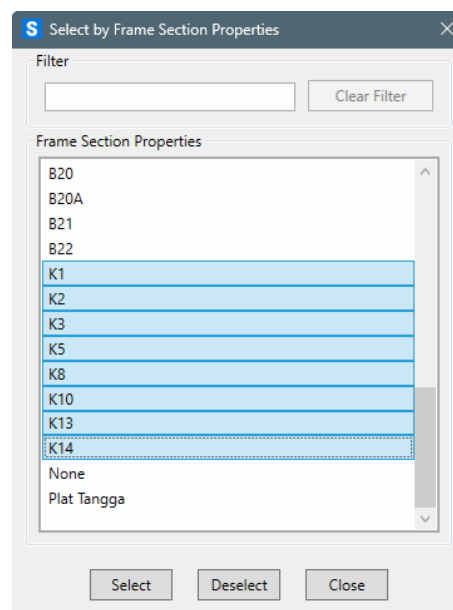 S Select by Frame Section Properties
Filter
Clear Filter
Frame Section Properties
B20
B20A
B21
B22
K1
K2
K3
K5
K8
K10
K13
K14
None
Plat Tangga
Select Deselect Close